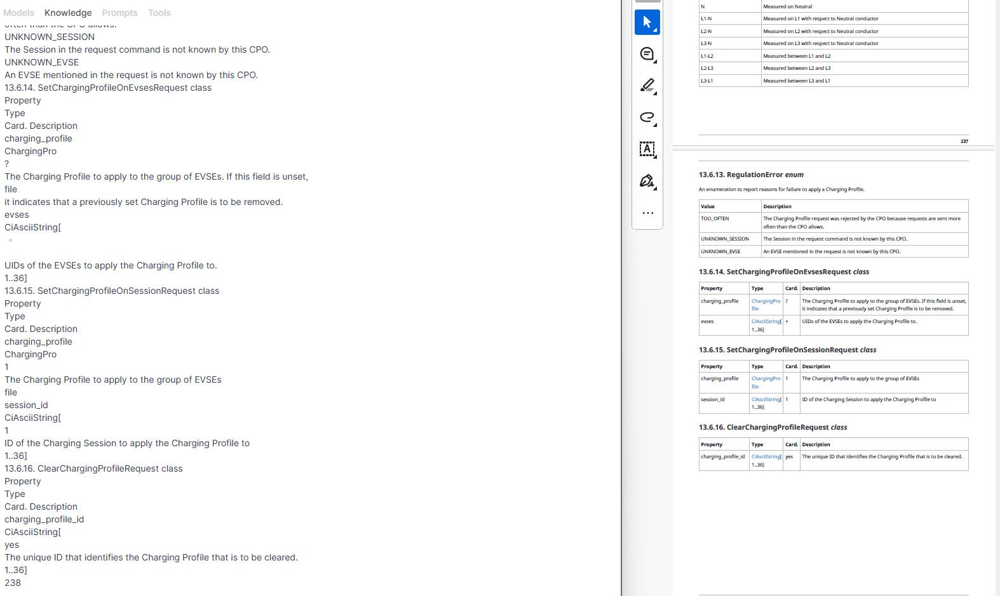 Models Knowledge Prompts Tools
often than the CPO allows.
UNKNOWN_SESSION
The Session in the request command is not known by this CPO.
UNKNOWN_EVSE
An EVSE mentioned in the request is not known by this CPO.
13.6.14. SetChargingProfileOnEvsesRequest class
Property
Type
Card. Description
charging_profile
ChargingPro
?
The Charging Profile to apply to the group of EVSEs. If this field is unset,
file
it indicates that a previously set Charging Profile is to be removed.
evses
CiAsciiString[
UIDs of the EVSEs to apply the Charging Profile to.
1..36]
13.6.15. SetChargingProfileOnSessionRequest class
Property
Type
Card. Description
charging_profile
ChargingPro
1
The Charging Profile to apply to the group of EVSEs
file
session_id
CiAsciiString[
1
ID of the Charging Session to apply the Charging Profile to
1..36]
13.6.16. ClearChargingProfileRequest class
Property
Type
Card. Description
charging_profile_id
CiAsciiString[
yes
The unique ID that identifies the Charging Profile that is to be cleared.
1..36]
238
A
N Measured on Neutral
L1-N Measured on L1 with respect to Neutral conductor
L2-N Measured on L2 with respect to Neutral conductor
L3-N Measured on L3 with respect to Neutral conductor
L1-L2 Measured between L1 and L2
L2-L3 Measured between L2 and L3
L3-L1 Measured between L3 and L1
237
13.6.13. RegulationError enum
An enumeration to report reasons for failure to apply a Charging Profile.
Value Description
TOO_OFTEN The Charging Profile request was rejected by the CPO because requests are sent more
often than the CPO allows.
UNKNOWN_SESSION The Session in the request command is not known by this CPO.
UNKNOWN_EVSE An EVSE mentioned in the request is not known by this CPO.
13.6.14. SetChargingProfileOnEvsesRequest class
Property Type Card. Description
charging_profile ChargingPro ? The Charging Profile to apply to the group of EVSEs. If this field is unset,
file it indicates that a previously set Charging Profile is to be removed.
evses CiAsciiString[ + UIDs of the EVSEs to apply the Charging Profile to.
1..36]
13.6.15. SetChargingProfileOnSessionRequest class
Property Type Card. Description
charging_profile ChargingPro 1 The Charging Profile to apply to the group of EVSEs
file
session_id CiAsciiString[ 1 ID of the Charging Session to apply the Charging Profile to
1..36]
13.6.16. ClearChargingProfileRequest class
Property Type Card. Description
charging_profile_id CiAsciiString[ yes The unique ID that identifies the Charging Profile that is to be cleared.
1..36]